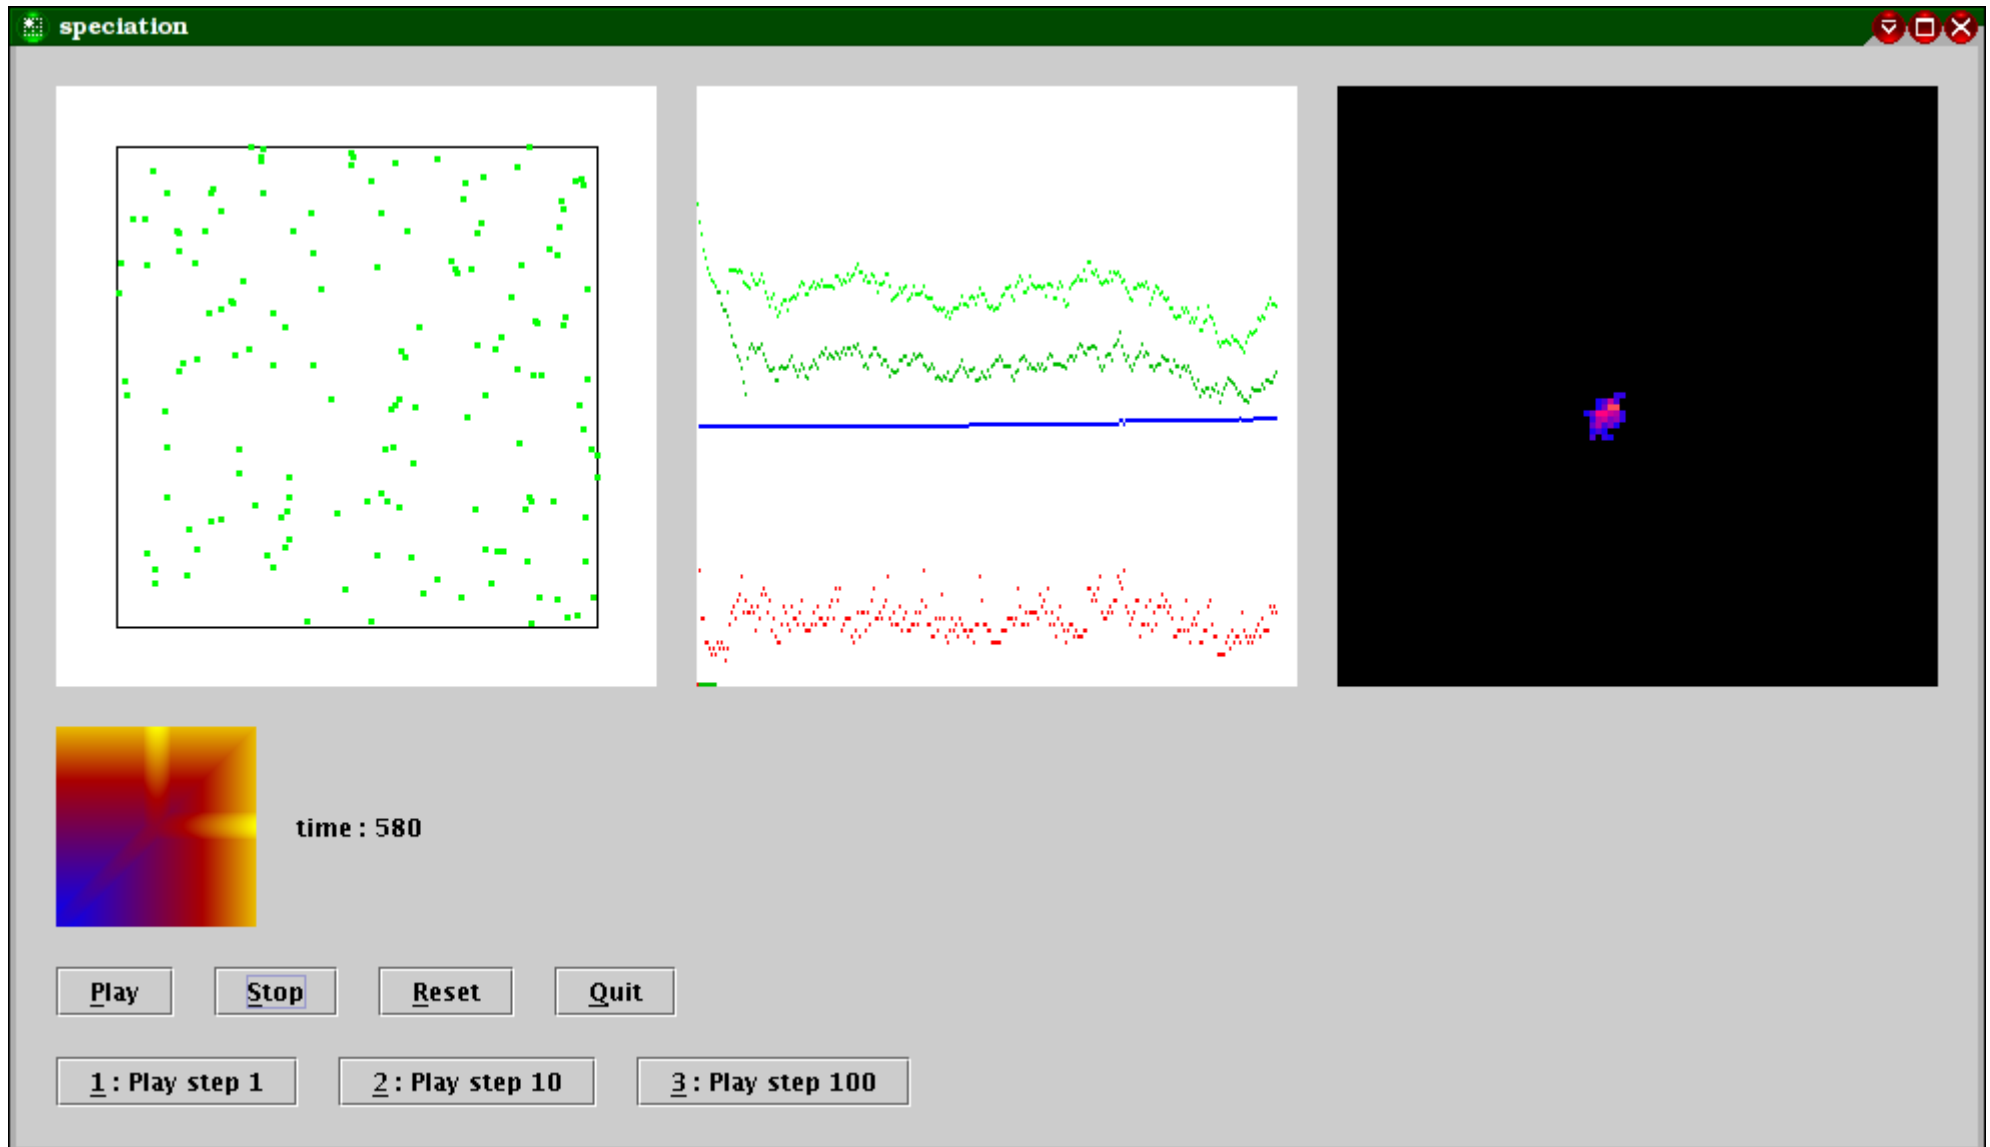 speciation
time : 580
Play Stop Reset Quit
1 : Play step 1 2 : Play step 10 3 : Play step 100